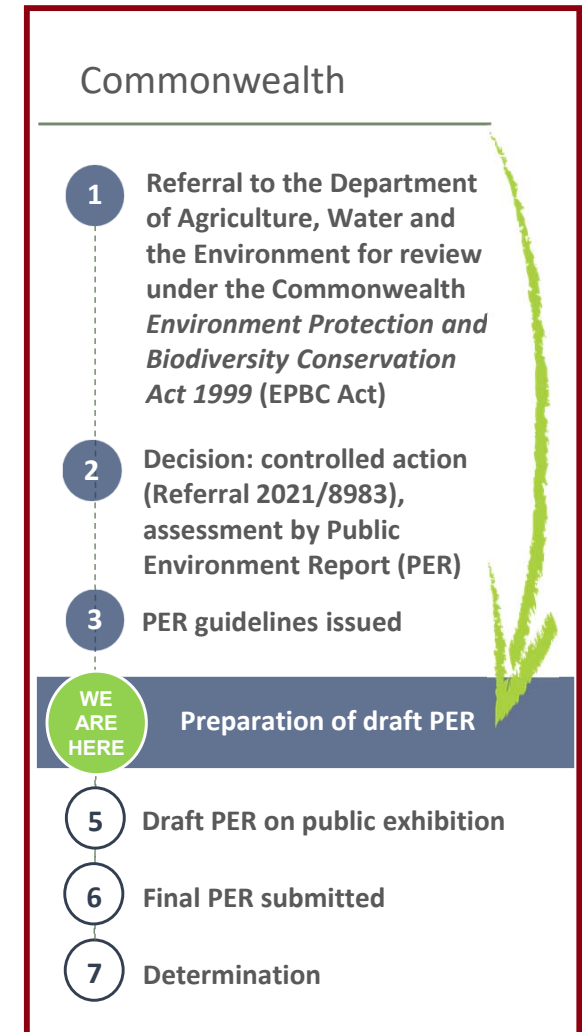 Commonwealth
1
Referral to the Department
of Agriculture, Water and
the Environment for review
under the Commonwealth
Environment Protection and
Biodiversity Conservation
Act 1999 (EPBC Act)
2
Decision: controlled action
(Referral 2021/8983),
assessment by Public
Environment Report (PER)
3
PER guidelines issued
WE
ARE
HERE
Preparation of draft PER
5
Draft PER on public exhibition
6
Final PER submitted
7
Determination